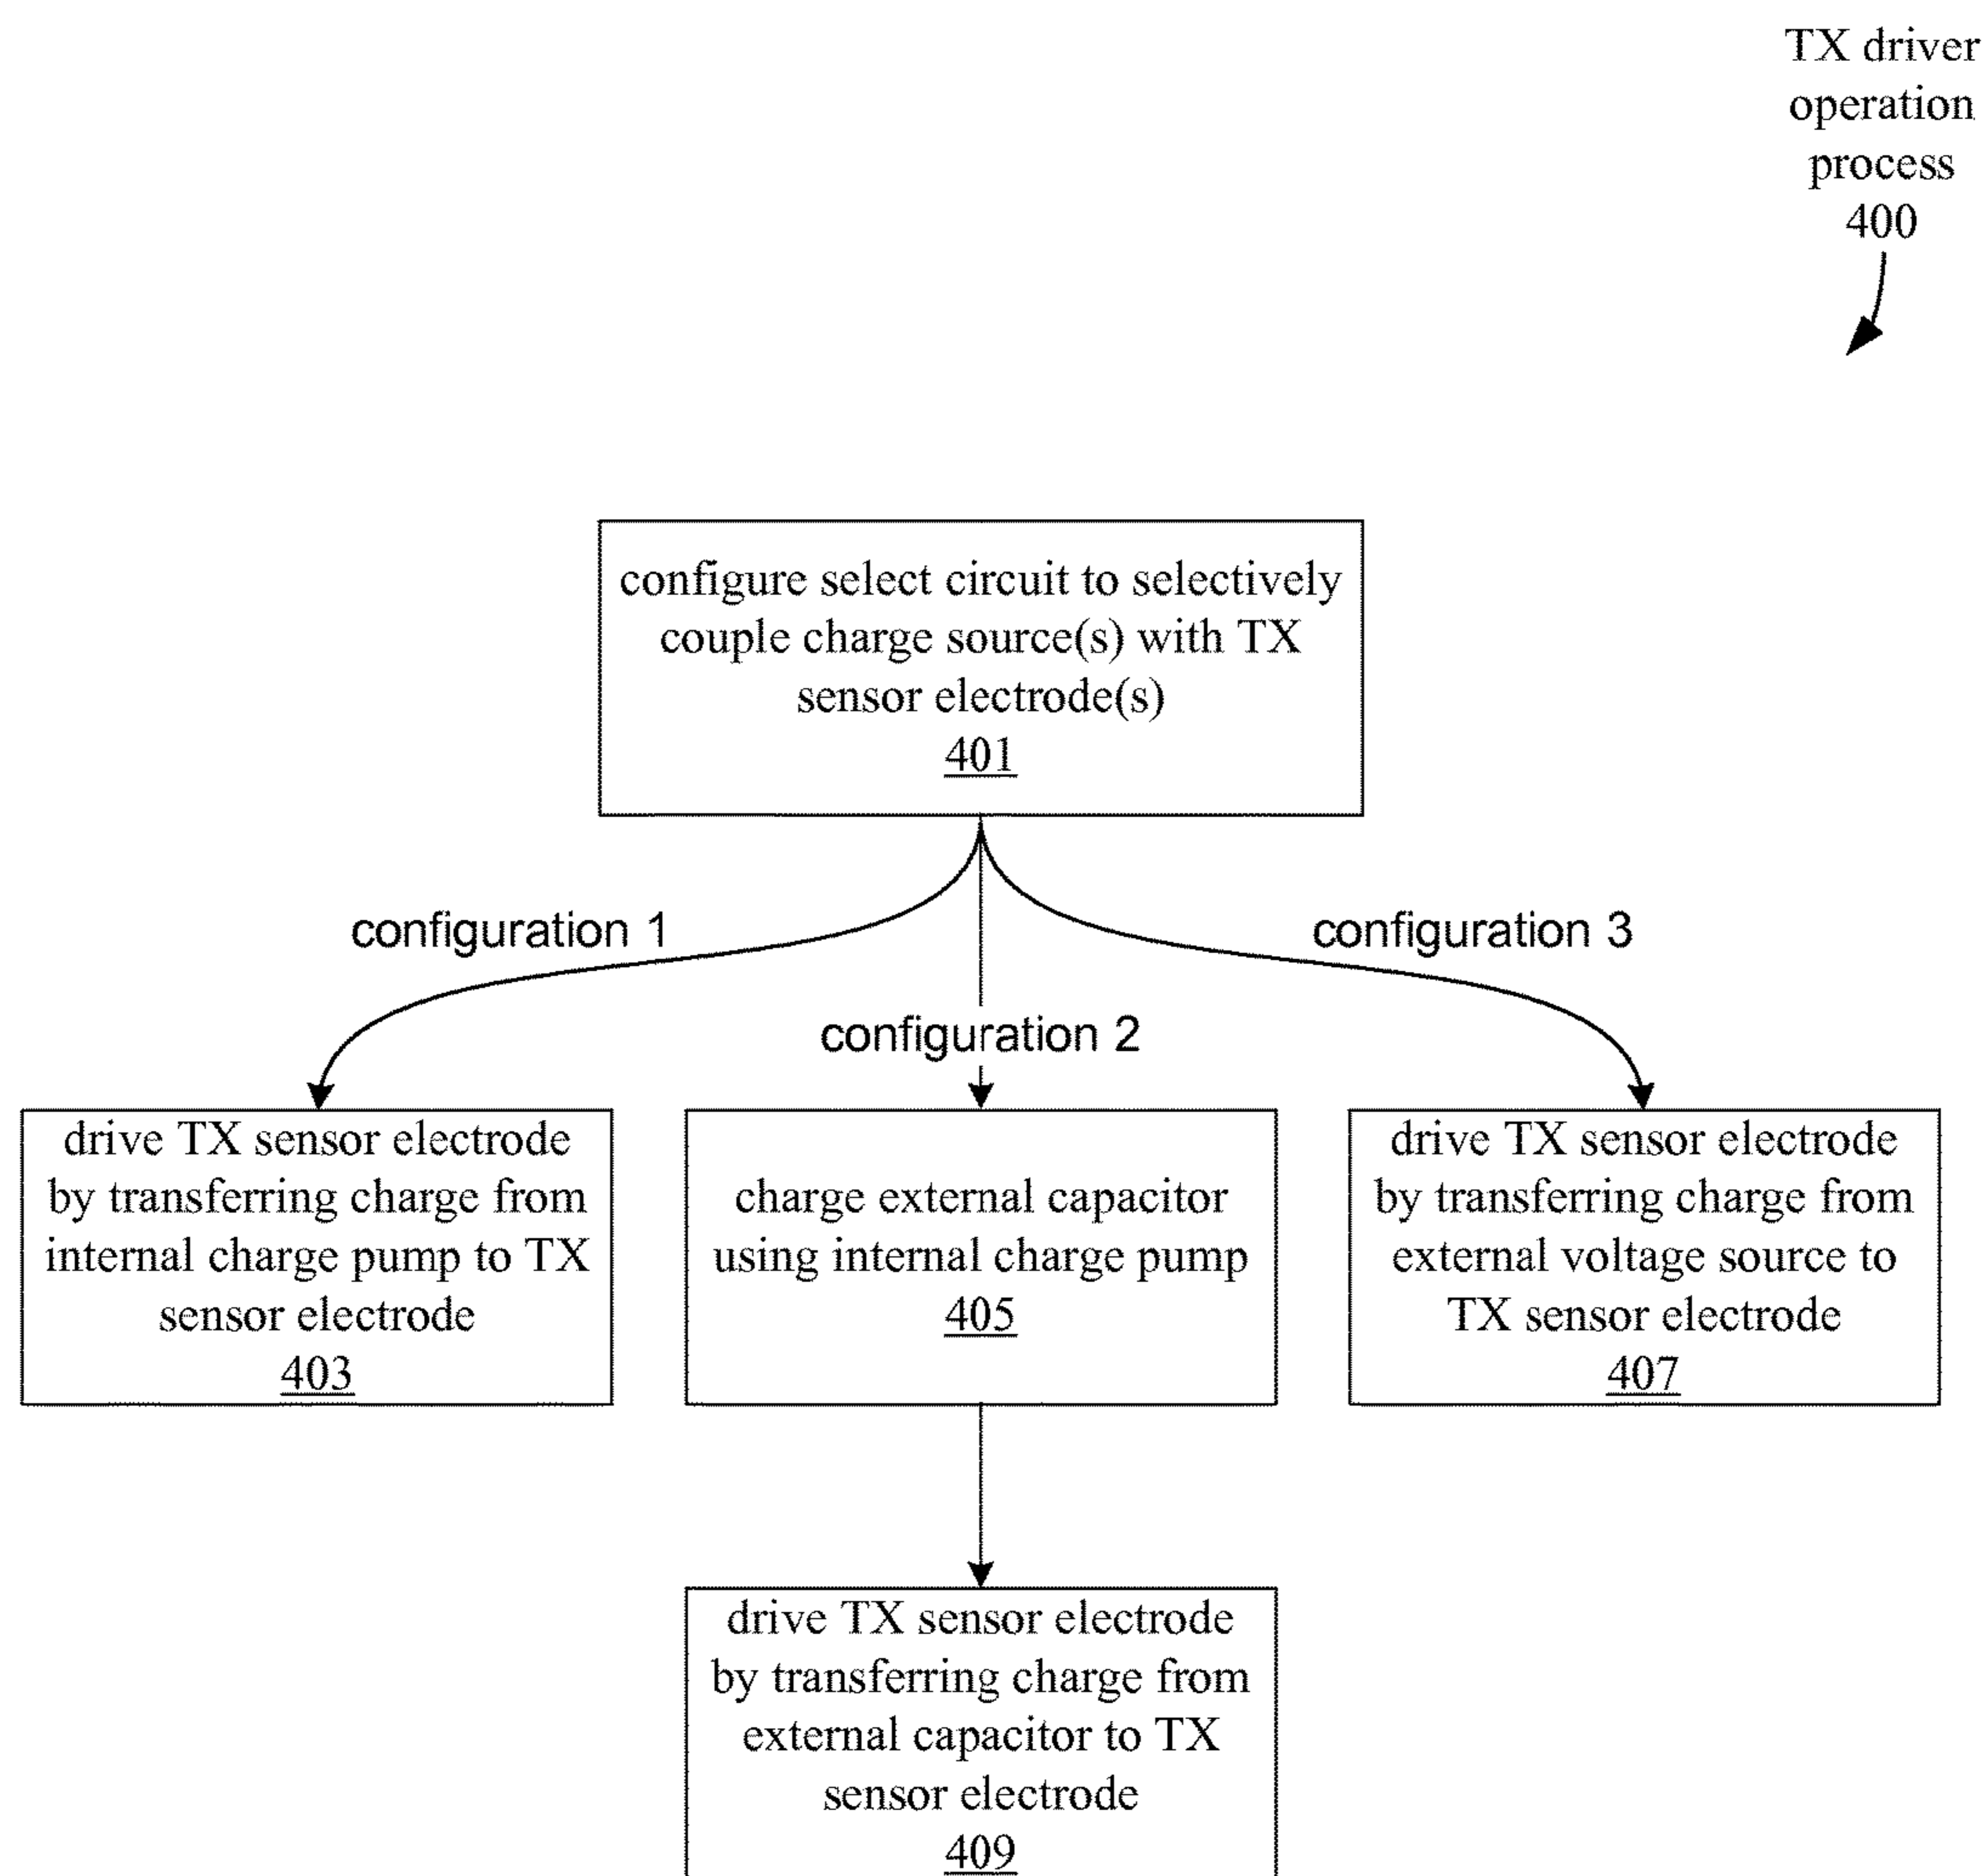 TX driver
operation
process
400
configure select circuit to selectively
couple charge source(s) with TX
sensor electrode(s)
401
configuration 1
configuration 3
configuration 2
drive TX sensor electrode
by transferring charge from
internal charge pump to TX
sensor electrode
403
charge external capacitor
using internal charge pump
405
drive TX sensor electrode
by transferring charge from
external voltage source to
TX sensor electrode
407
drive TX sensor electrode
by transferring charge from
external capacitor to TX
sensor electrode
409